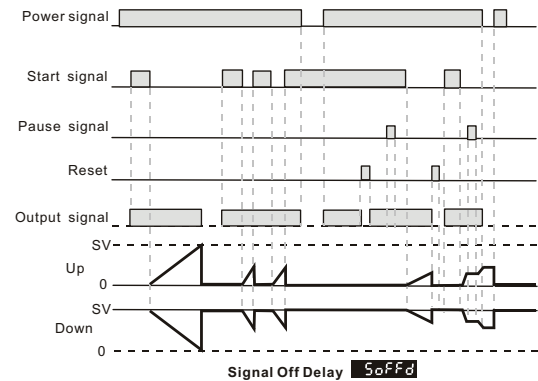 Power signal
Start signal
Pause signal
Reset
Output signal
SV
Up
0
SV
Down
0
Signal Off Delay SoFFd